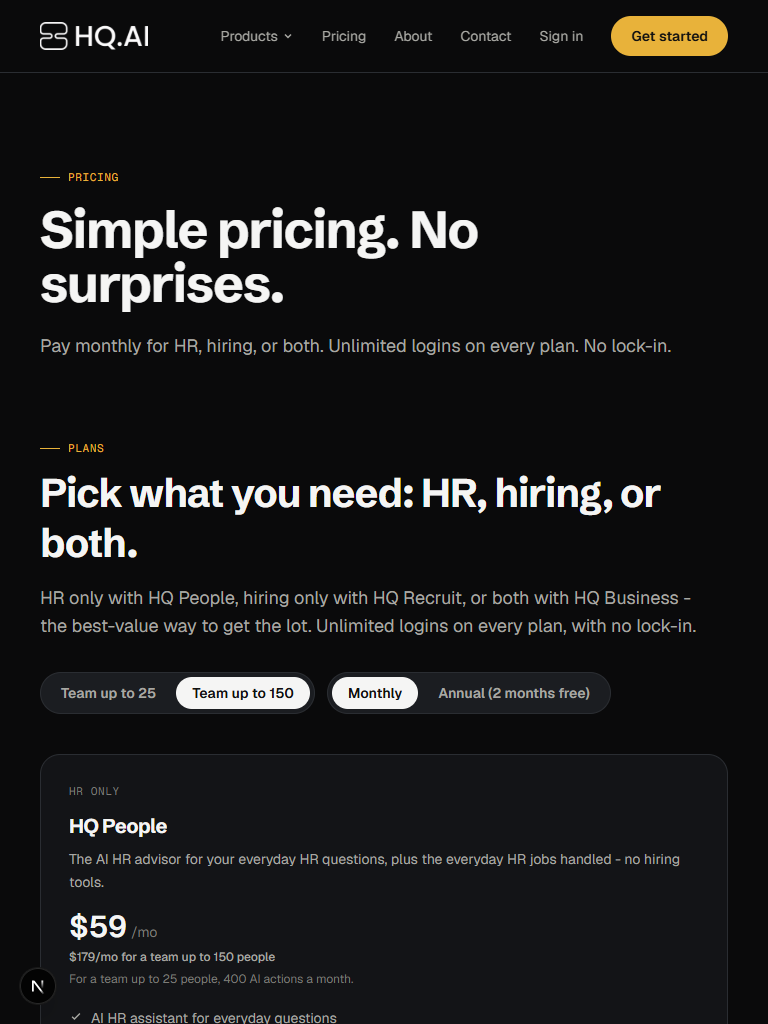 HQ.AI
Products
Pricing
About
Contact
Sign in
Get started
PRICING
Simple pricing. No
surprises.
Pay monthly for HR, hiring, or both. Unlimited logins on every plan. No lock-in.
PLANS
Pick what you need: HR, hiring, or
both.
HR only with HQ People, hiring only with HQ Recruit, or both with HQ Business -
the best-value way to get the lot. Unlimited logins on every plan, with no lock-in.
Team up to 25
Team up to 150
Monthly
Annual (2 months free)
HR ONLY
HQ People
The AI HR advisor for your everyday HR questions, plus the everyday HR jobs handled - no hiring
tools.
$59 /mo
$179/mo for a team up to 150 people
For a team up to 25 people, 400 AI actions a month.
N
AI HR assistant for everyday questions